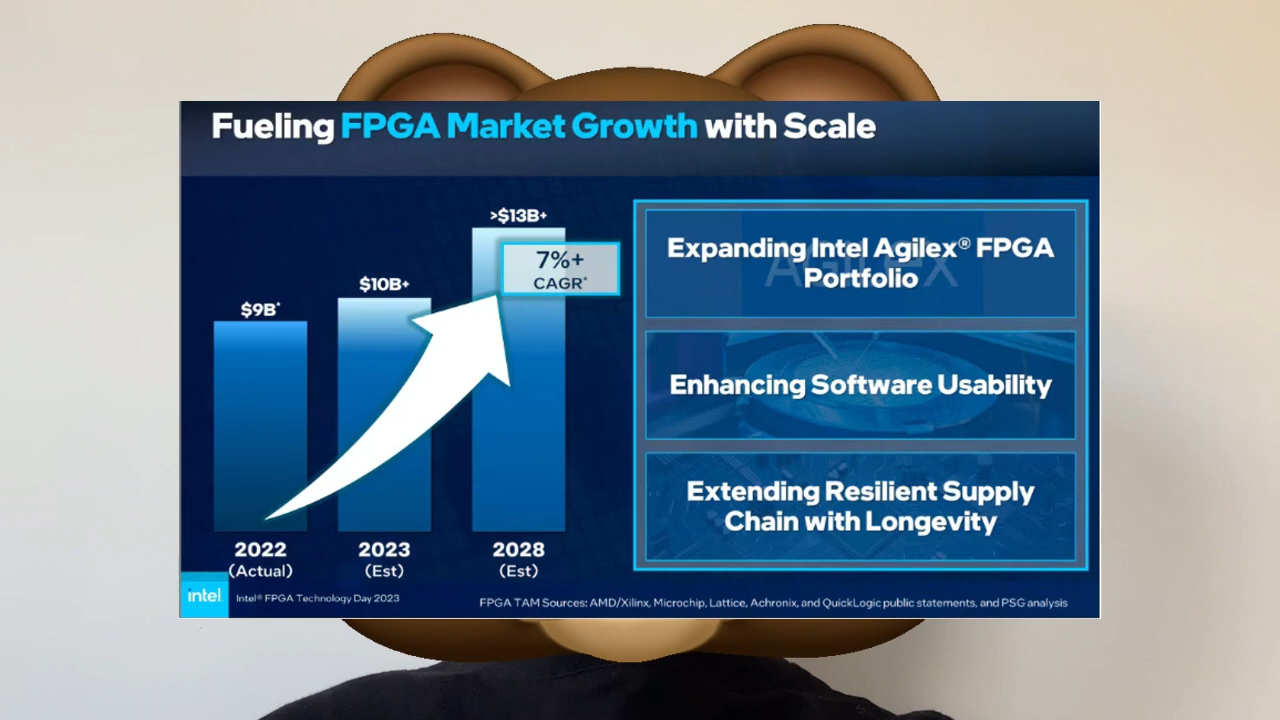 Fueling FPGA Market Growth with Scale
>$13B+
7%+
CAGR*
$10B+
$9B*
2022
(Actual)
2023
(Est)
2028
(Est)
AGILEX
Expanding Intel Agilex® FPGA
Portfolio
Enhancing Software Usability
Extending Resilient Supply
Chain with Longevity
intel.
Intel® FPGA Technology Day 2023
FPGA TAM Sources: AMD/Xilinx, Microchip, Lattice, Achronix, and QuickLogic public statements, and PSG analysis